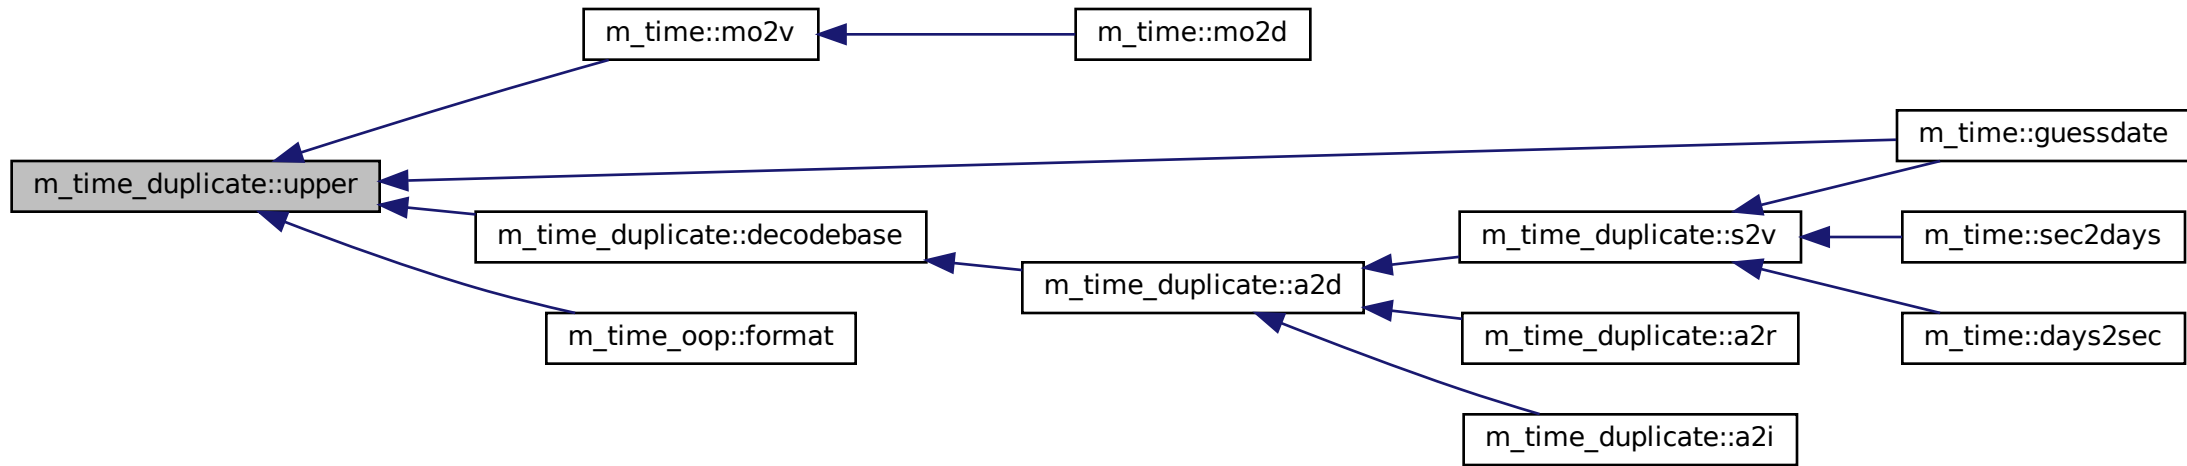 m_time::mo2v
m_time::mo2d
m_time::guessdate
m_time_duplicate::upper
m_time_duplicate::decodebase
m_time_duplicate::s2v
m_time::sec2days
m_time_duplicate::a2d
m_time_oop::format
m_time_duplicate::a2r
m_time::days2sec
m_time_duplicate::a2i